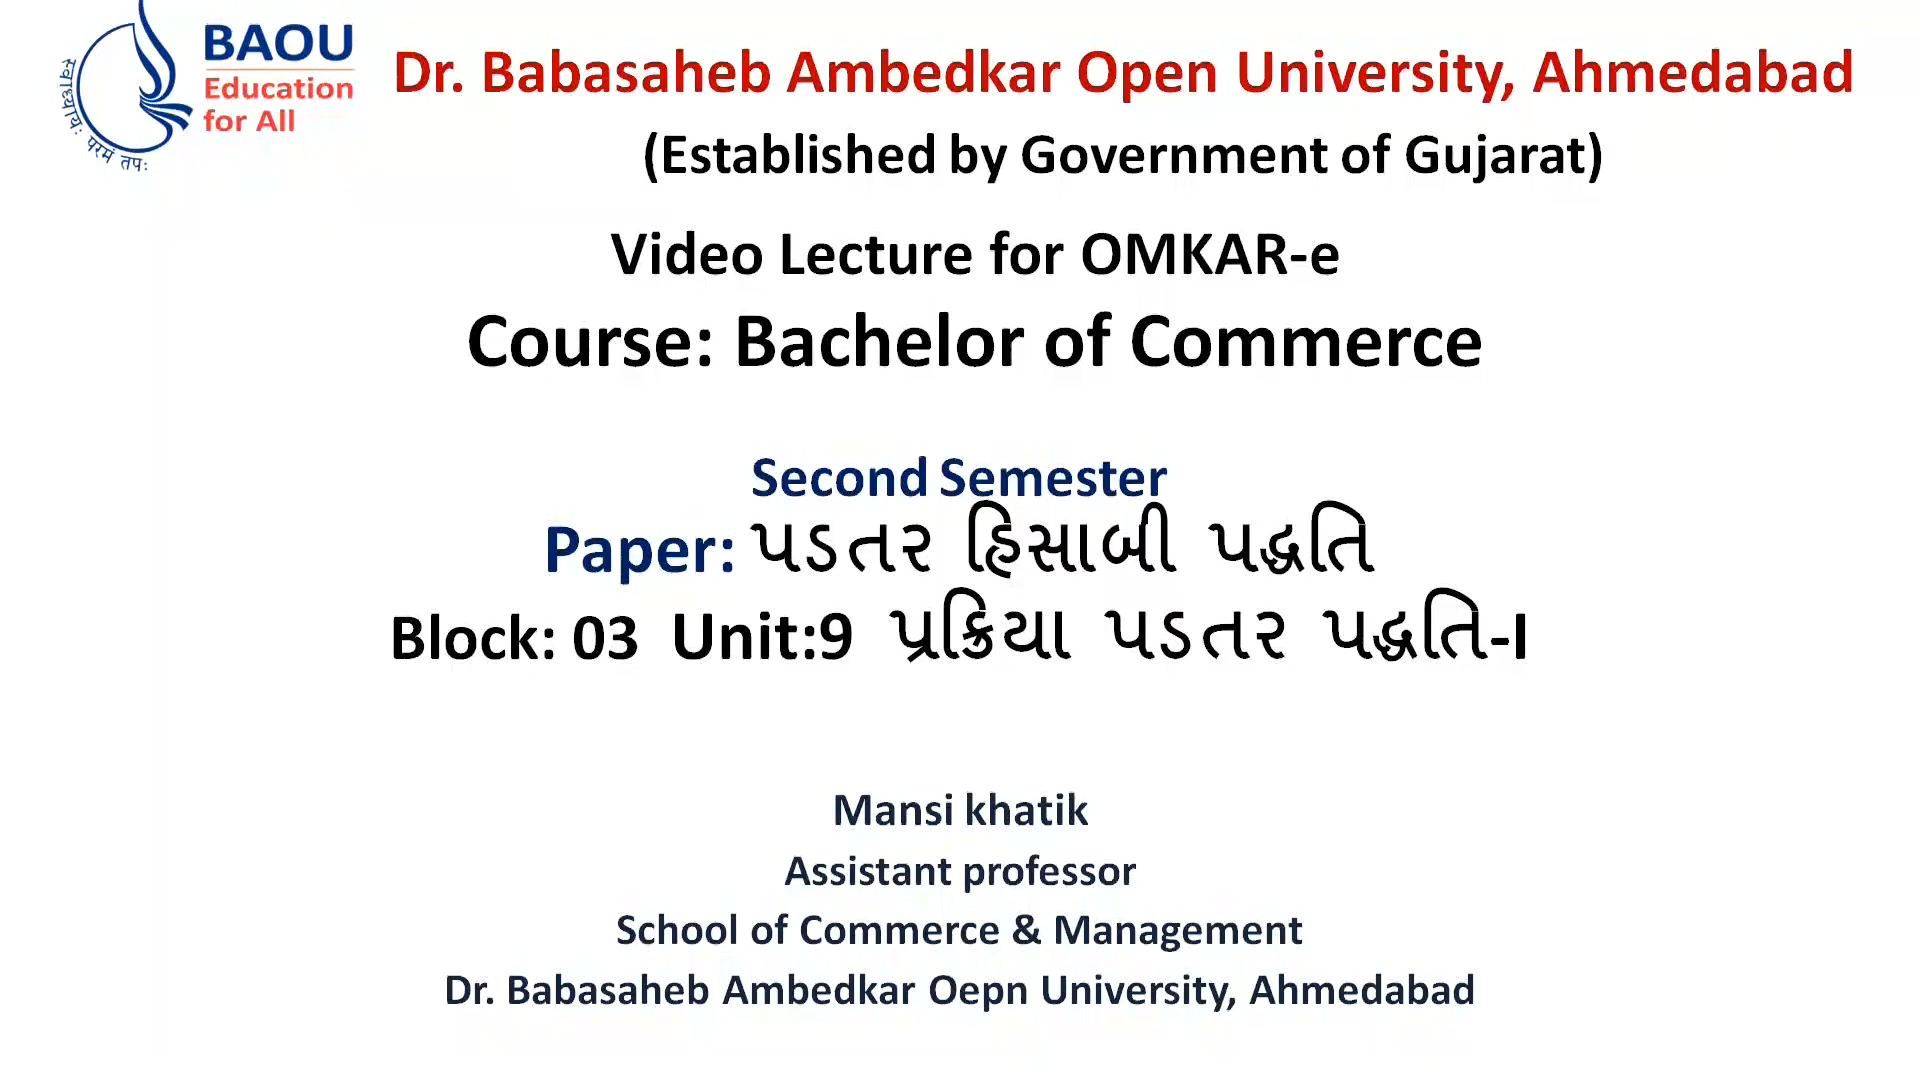 BAOU
Education
for All
स्वाध्यायः परमं तपः
Dr. Babasaheb Ambedkar Open University, Ahmedabad
(Established by Government of Gujarat)
Video Lecture for OMKAR-e
Course: Bachelor of Commerce
Second Semester
Paper: પડતર હિસાબી પદ્ધતિ
Block: 03 Unit:9 પ્રક્રિયા પડતર પદ્ધતિ-I
Mansi khatik
Assistant professor
School of Commerce & Management
Dr. Babasaheb Ambedkar Oepn University, Ahmedabad